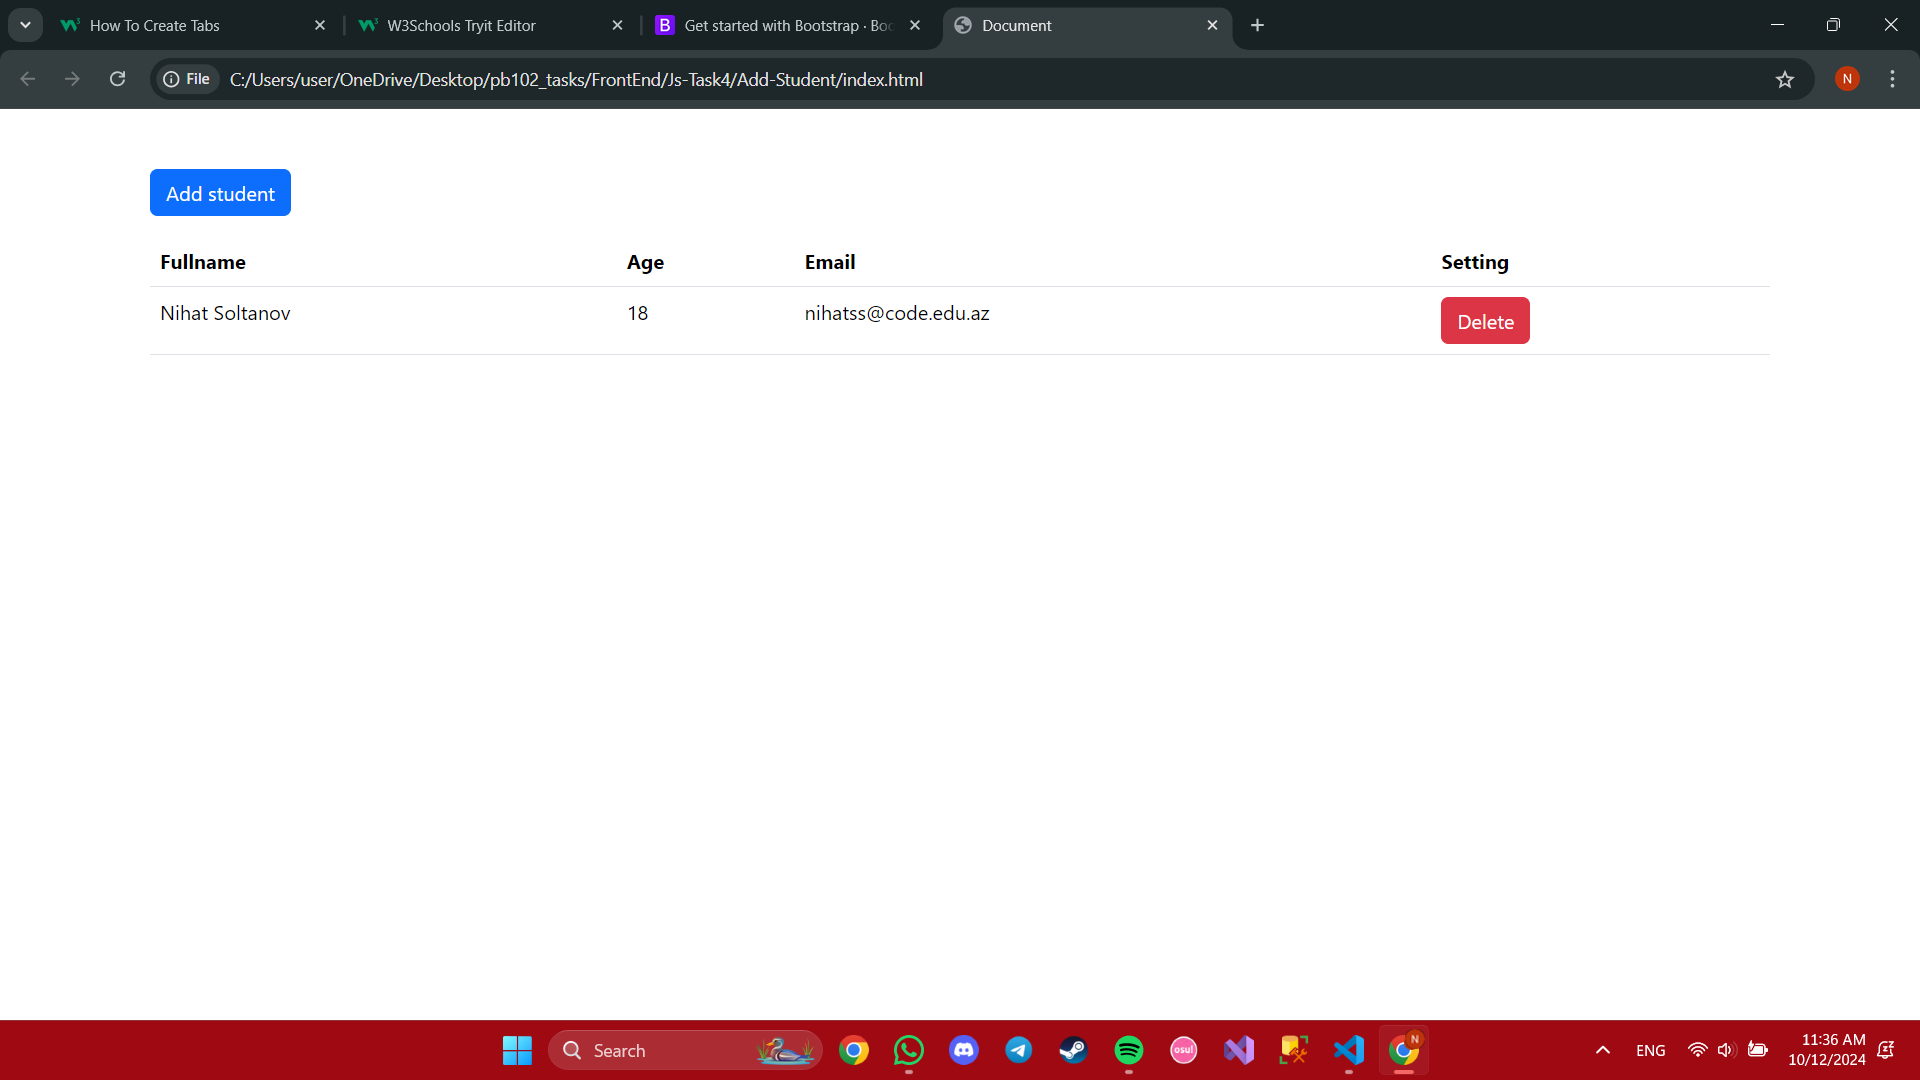 How To Create Tabs
W3Schools Tryit Editor
B Get started with Bootstrap · Boo
Document
File C:/Users/user/OneDrive/Desktop/pb102_tasks/FrontEnd/Js-Task4/Add-Student/index.html
N
Add student
Fullname Age Email Setting
Nihat Soltanov 18 nihatss@code.edu.az Delete
Search
osu!
N
ENG
11:36 AM
10/12/2024